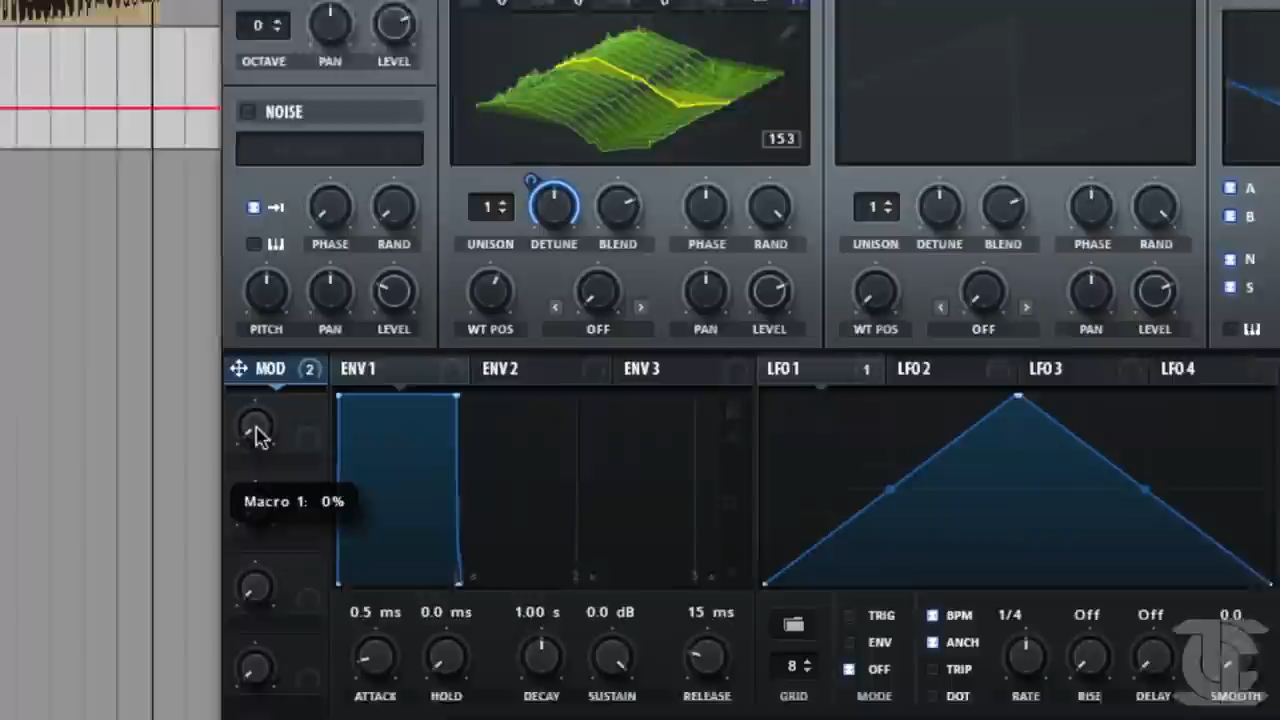 0
OCTAVE PAN LEVEL
NOISE
153
1 1
A
B
PHASE RAND UNISON DETUNE BLEND PHASE RAND UNISON DETUNE BLEND PHASE RAND
N
S
PITCH PAN LEVEL WT POS < OFF > PAN LEVEL WT POS < OFF > PAN LEVEL
MOD 2 ENV 1 ENV 2 ENV 3 LFO 1 1 LFO 2 LFO 3 LFO 4
Macro 1: 0%
0.5 ms 0.0 ms 1.00 s 0.0 dB 15 ms TRIG BPM 1/4 Off Off 0.0
ENV ANCH
8 OFF TRIP
ATTACK HOLD DECAY SUSTAIN RELEASE GRID MODE DOT RATE RISE DELAY SMOOTH